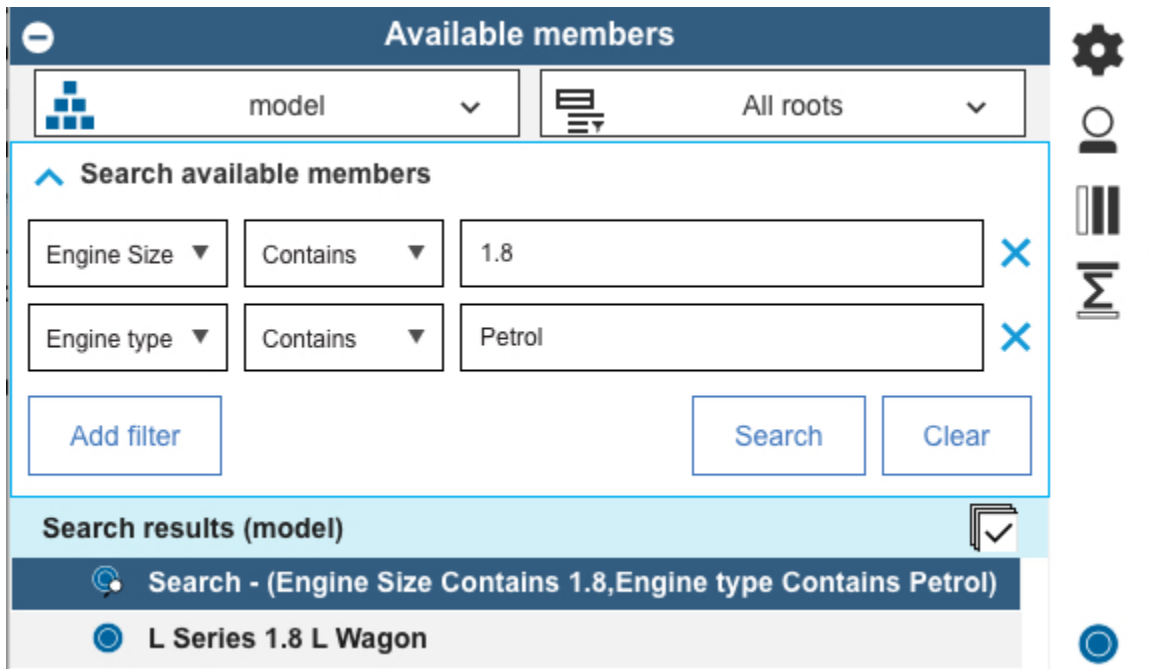 Available members
model All roots
Search available members
Engine Size Contains 1.8
Engine type Contains Petrol
Add filter Search Clear
Search results (model)
Search - (Engine Size Contains 1.8,Engine type Contains Petrol)
L Series 1.8 L Wagon